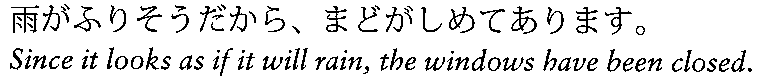 雨がふりそうだから、まどがしめてあります。
Since it looks as if it will rain, the windows have been closed.